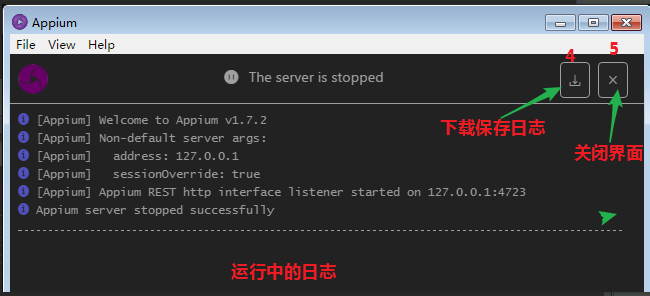 Appium
File View Help
The server is stopped
4
5
下载保存日志
关闭界面
[Appium] Welcome to Appium v1.7.2
[Appium] Non-default server args:
[Appium]   address: 127.0.0.1
[Appium]   sessionOverride: true
[Appium] Appium REST http interface listener started on 127.0.0.1:4723
Appium server stopped successfully
运行中的日志